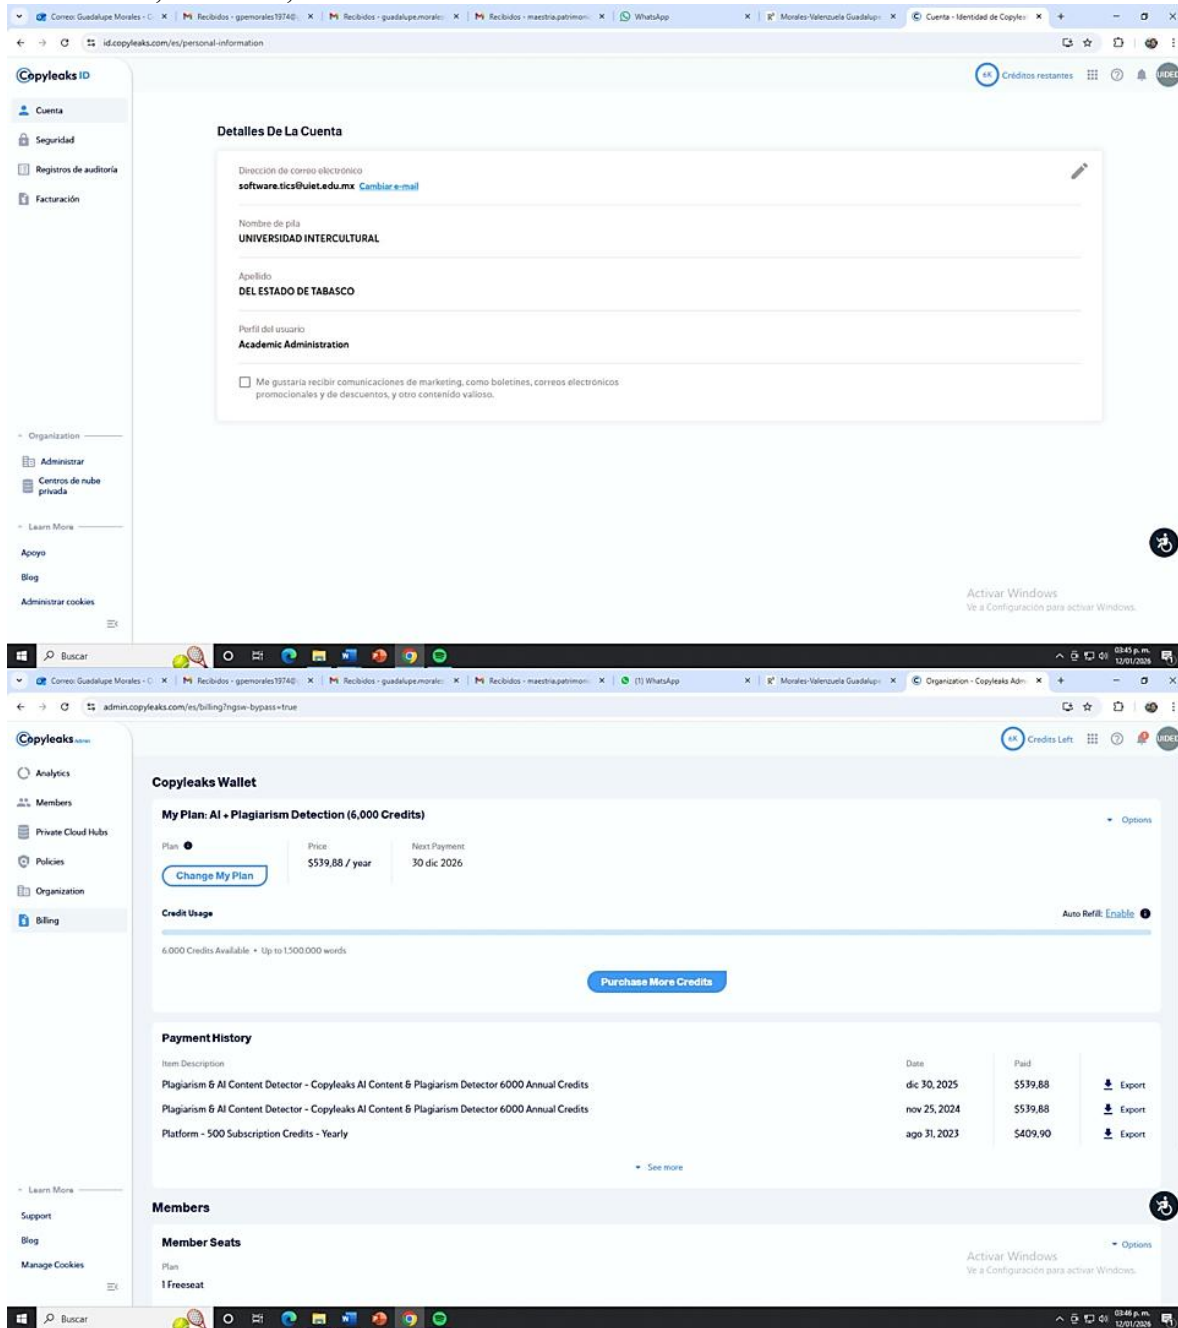 Correo: Guadalupe Morales - O
Recibidos - gpemorales1974@
Recibidos - guadalupe.morales
Recibidos - maestria.patrimoni
WhatsApp
Morales-Valenzuela Guadalup
Cuenta - Identidad de Copylea
id.copyleaks.com/es/personal-information
Copyleaks ID
6K Créditos restantes
Cuenta
Seguridad
Registros de auditoría
Facturación
Detalles De La Cuenta
Dirección de correo electrónico
software.tics@uiet.edu.mx Cambiar e-mail
Nombre de pila
UNIVERSIDAD INTERCULTURAL
Apellido
DEL ESTADO DE TABASCO
Perfil del usuario
Academic Administration
Me gustaría recibir comunicaciones de marketing, como boletines, correos electrónicos
promocionales y de descuentos, y otro contenido valioso.
Organization
Administrar
Centros de nube
privada
Learn More
Apoyo
Blog
Administrar cookies
Activar Windows
Ve a Configuración para activar Windows.
Buscar
03:45 p. m.
12/01/2026
Correo: Guadalupe Morales - O
Recibidos - gpemorales1974@
Recibidos - guadalupe.morales
Recibidos - maestria.patrimoni
(1) WhatsApp
Morales-Valenzuela Guadalup
Organization - Copyleaks Adm
admin.copyleaks.com/es/billing?ngsw-bypass=true
Copyleaks Admin
6K Credits Left
Analytics
Members
Private Cloud Hubs
Policies
Organization
Billing
Copyleaks Wallet
My Plan: AI + Plagiarism Detection (6,000 Credits)
Options
Plan Price Next Payment
Change My Plan $539,88 / year 30 dic 2026
Credit Usage Auto Refill: Enable
6.000 Credits Available • Up to 1.500.000 words
Purchase More Credits
Payment History
Item Description Date Paid
Plagiarism & AI Content Detector - Copyleaks AI Content & Plagiarism Detector 6000 Annual Credits dic 30, 2025 $539,88 Export
Plagiarism & AI Content Detector - Copyleaks AI Content & Plagiarism Detector 6000 Annual Credits nov 25, 2024 $539,88 Export
Platform - 500 Subscription Credits - Yearly ago 31, 2023 $409,90 Export
See more
Learn More
Support
Blog
Manage Cookies
Members
Member Seats Options
Plan
1 Freeseat
Activar Windows
Ve a Configuración para activar Windows.
Buscar
03:46 p. m.
12/01/2026